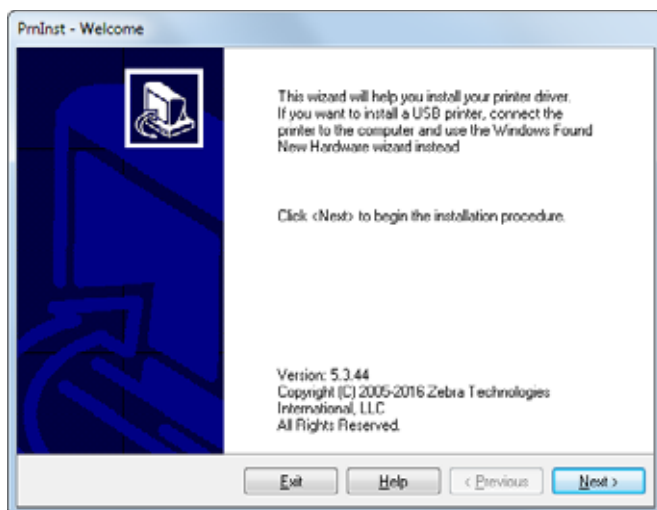 PrnInst - Welcome
This wizard will help you install your printer driver.
If you want to install a USB printer, connect the
printer to the computer and use the Windows Found
New Hardware wizard instead
Click <Next> to begin the installation procedure.
Version: 5.3.44
Copyright (C) 2005-2016 Zebra Technologies
International, LLC
All Rights Reserved.
Exit Help < Previous Next >